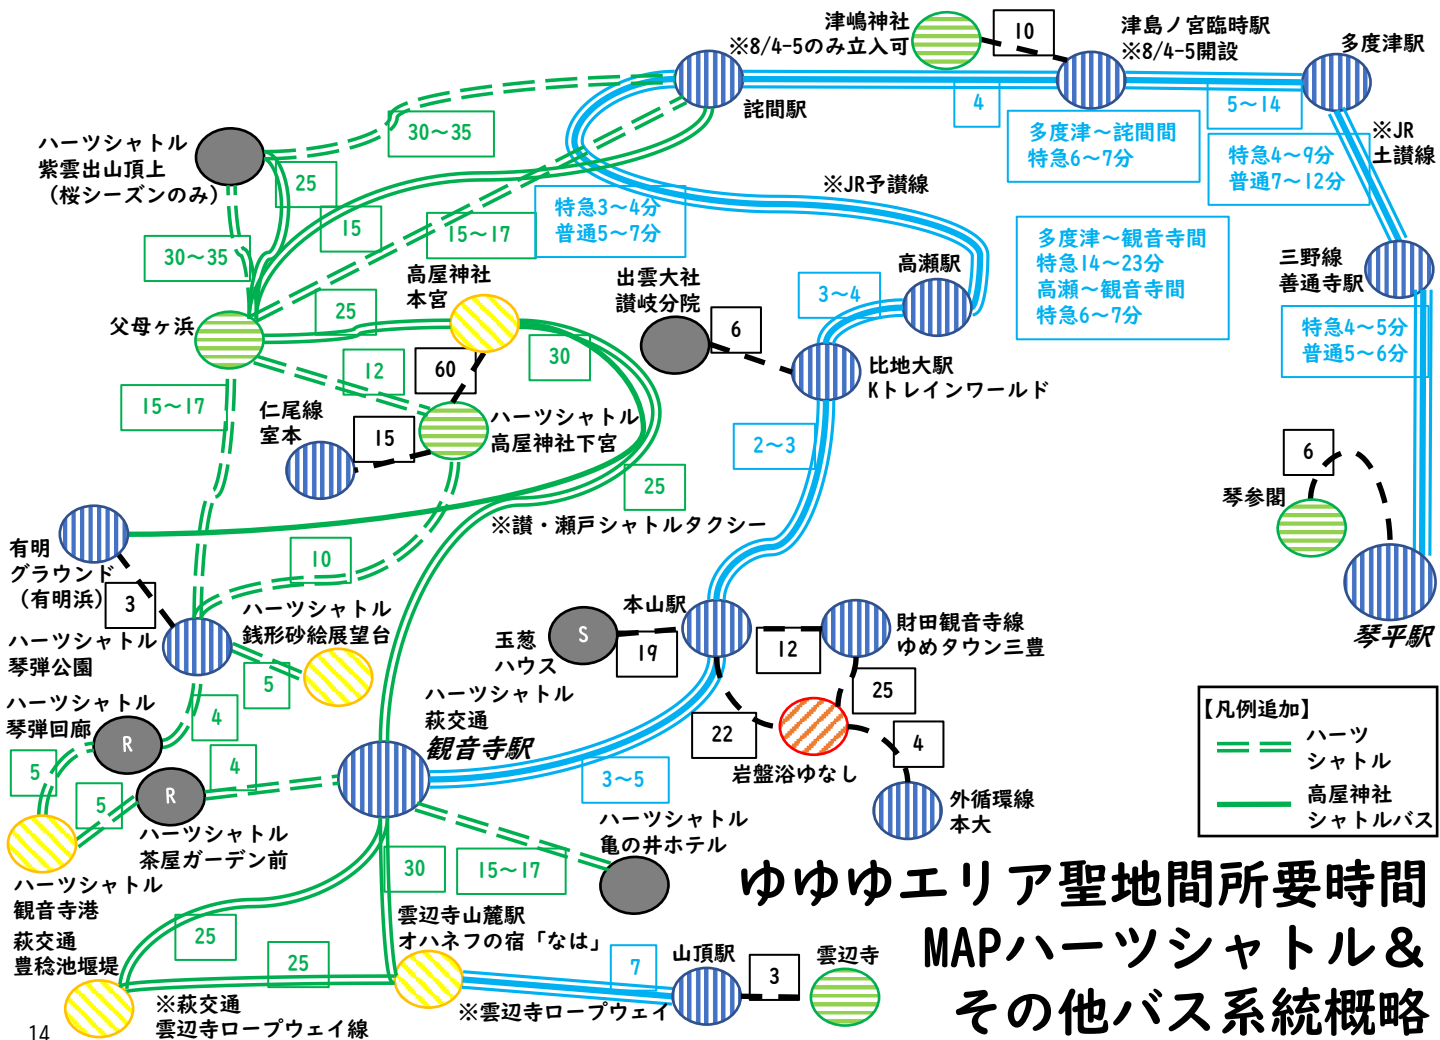 津嶋神社
※8/4-5のみ立入可
10
津島ノ宮臨時駅
※8/4-5開設
多度津駅
詫間駅
4
5~14
多度津~詫間間
特急6~7分
特急4~9分
普通7~12分
※JR
土讃線
30~35
ハーツシャトル
紫雲出山頂上
(桜シーズンのみ)
25
15
30~35
15~17
特急3~4分
普通5~7分
※JR予讃線
多度津~観音寺間
特急14~23分
高瀬~観音寺間
特急6~7分
三野線
善通寺駅
特急4~5分
普通5~6分
高屋神社
本宮
出雲大社
讃岐分院
高瀬駅
3~4
父母ヶ浜
25
6
30
12
60
比地大駅
Kトレインワールド
15~17
仁尾線
室本
15
ハーツシャトル
高屋神社下宮
2~3
6
琴参閣
25
※讃・瀬戸シャトルタクシー
有明
グラウンド
(有明浜)
10
3
ハーツシャトル
銭形砂絵展望台
本山駅
S
玉葱
ハウス
19
12
財田観音寺線
ゆめタウン三豊
琴平駅
ハーツシャトル
琴弾公園
5
25
ハーツシャトル
琴弾回廊
4
R
ハーツシャトル
萩交通
観音寺駅
22
4
岩盤浴ゆなし
5
4
5
R
3~5
外循環線
本大
【凡例追加】
ハーツ
シャトル
高屋神社
シャトルバス
ハーツシャトル
茶屋ガーデン前
ハーツシャトル
亀の井ホテル
30
15~17
ハーツシャトル
観音寺港
萩交通
豊稔池堰堤
25
25
雲辺寺山麓駅
オハネフの宿「なは」
7
山頂駅
3
雲辺寺
※萩交通
雲辺寺ロープウェイ線
※雲辺寺ロープウェイ
ゆゆゆエリア聖地間所要時間
MAPハーツシャトル&
その他バス系統概略
14